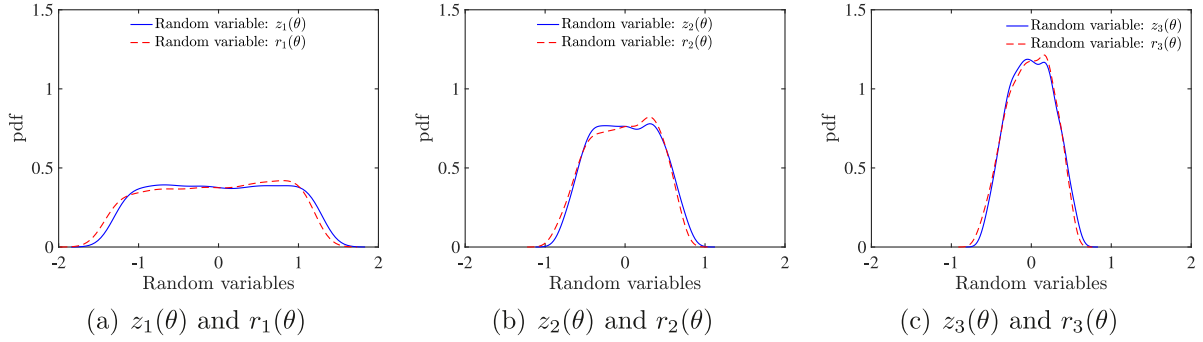 Random variable: z₁(θ)
Random variable: r₁(θ)
1.5
1
0.5
0
pdf
-2 -1 0 1 2
Random variables
(a) z₁(θ) and r₁(θ)
Random variable: z₂(θ)
Random variable: r₂(θ)
1.5
1
0.5
0
pdf
-2 -1 0 1 2
Random variables
(b) z₂(θ) and r₂(θ)
Random variable: z₃(θ)
Random variable: r₃(θ)
1.5
1
0.5
0
pdf
-2 -1 0 1 2
Random variables
(c) z₃(θ) and r₃(θ)